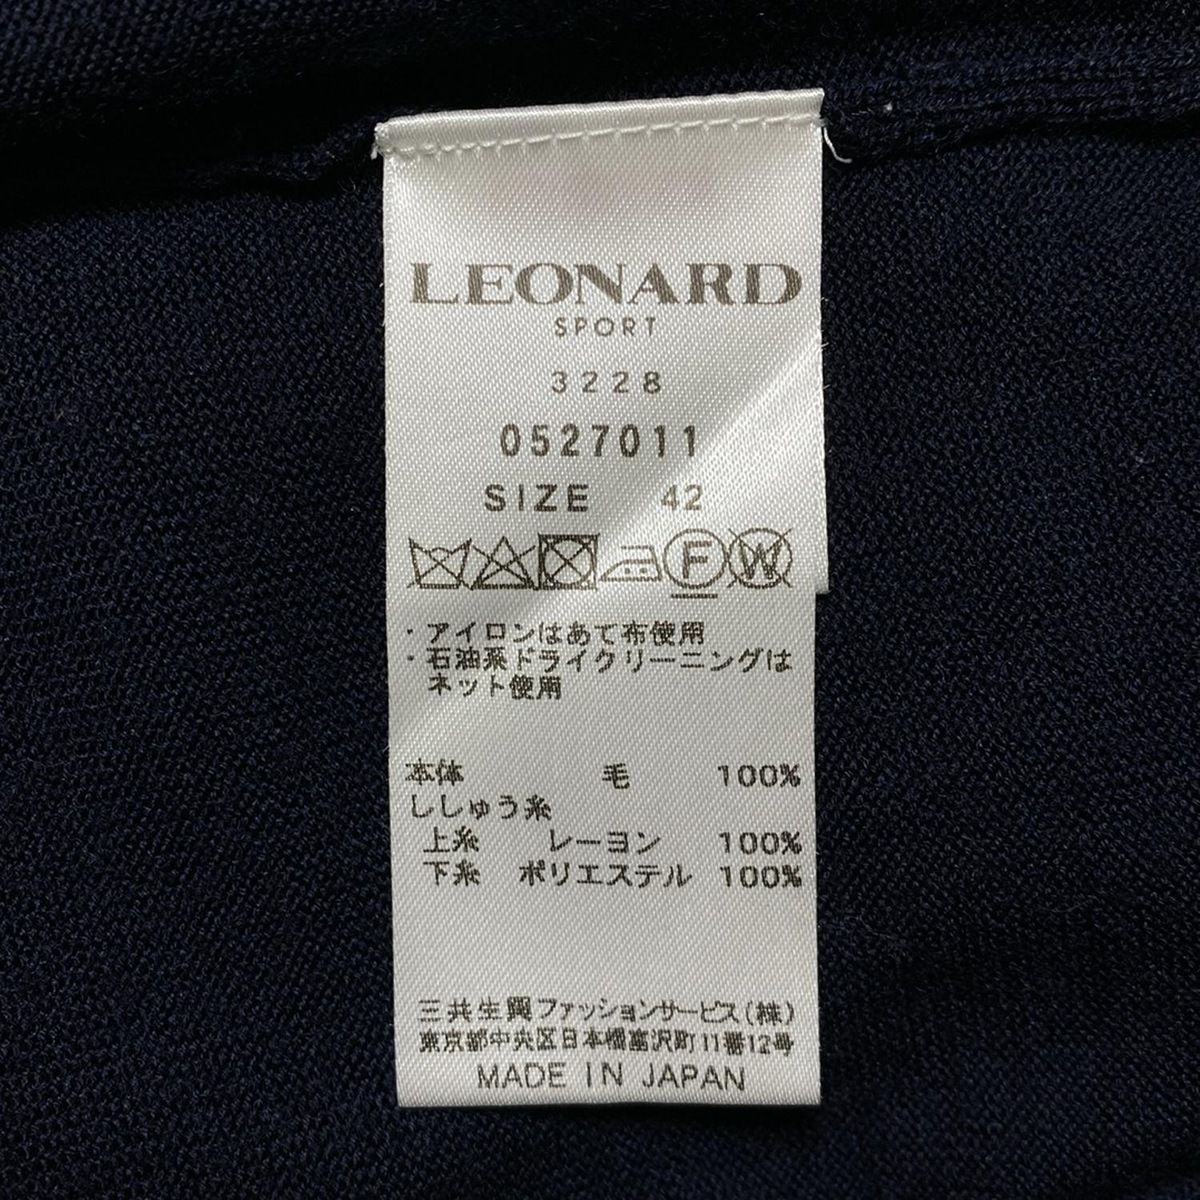 LEONARD
SPORT
3228
0527011
SIZE 42
F W
・アイロンはあて布使用
・石油系ドライクリーニングは
ネット使用
本体 毛 100%
ししゅう糸
上糸 レーヨン 100%
下糸 ポリエステル 100%
三共生興ファッションサービス(株)
東京都中央区日本橋富沢町11番12号
MADE IN JAPAN